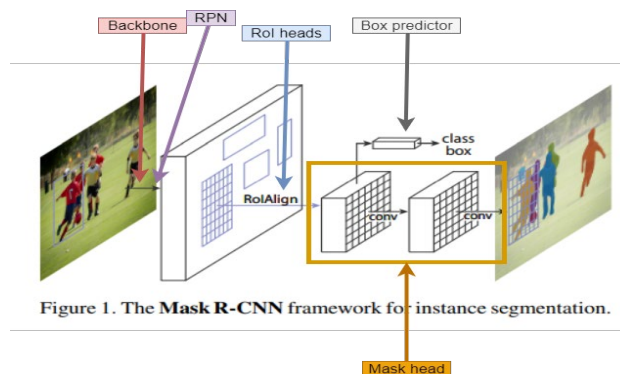 RPN
Backbone
RoI heads
Box predictor
class
box
RoIAlign
conv
conv
Figure 1. The Mask R-CNN framework for instance segmentation.
Mask head